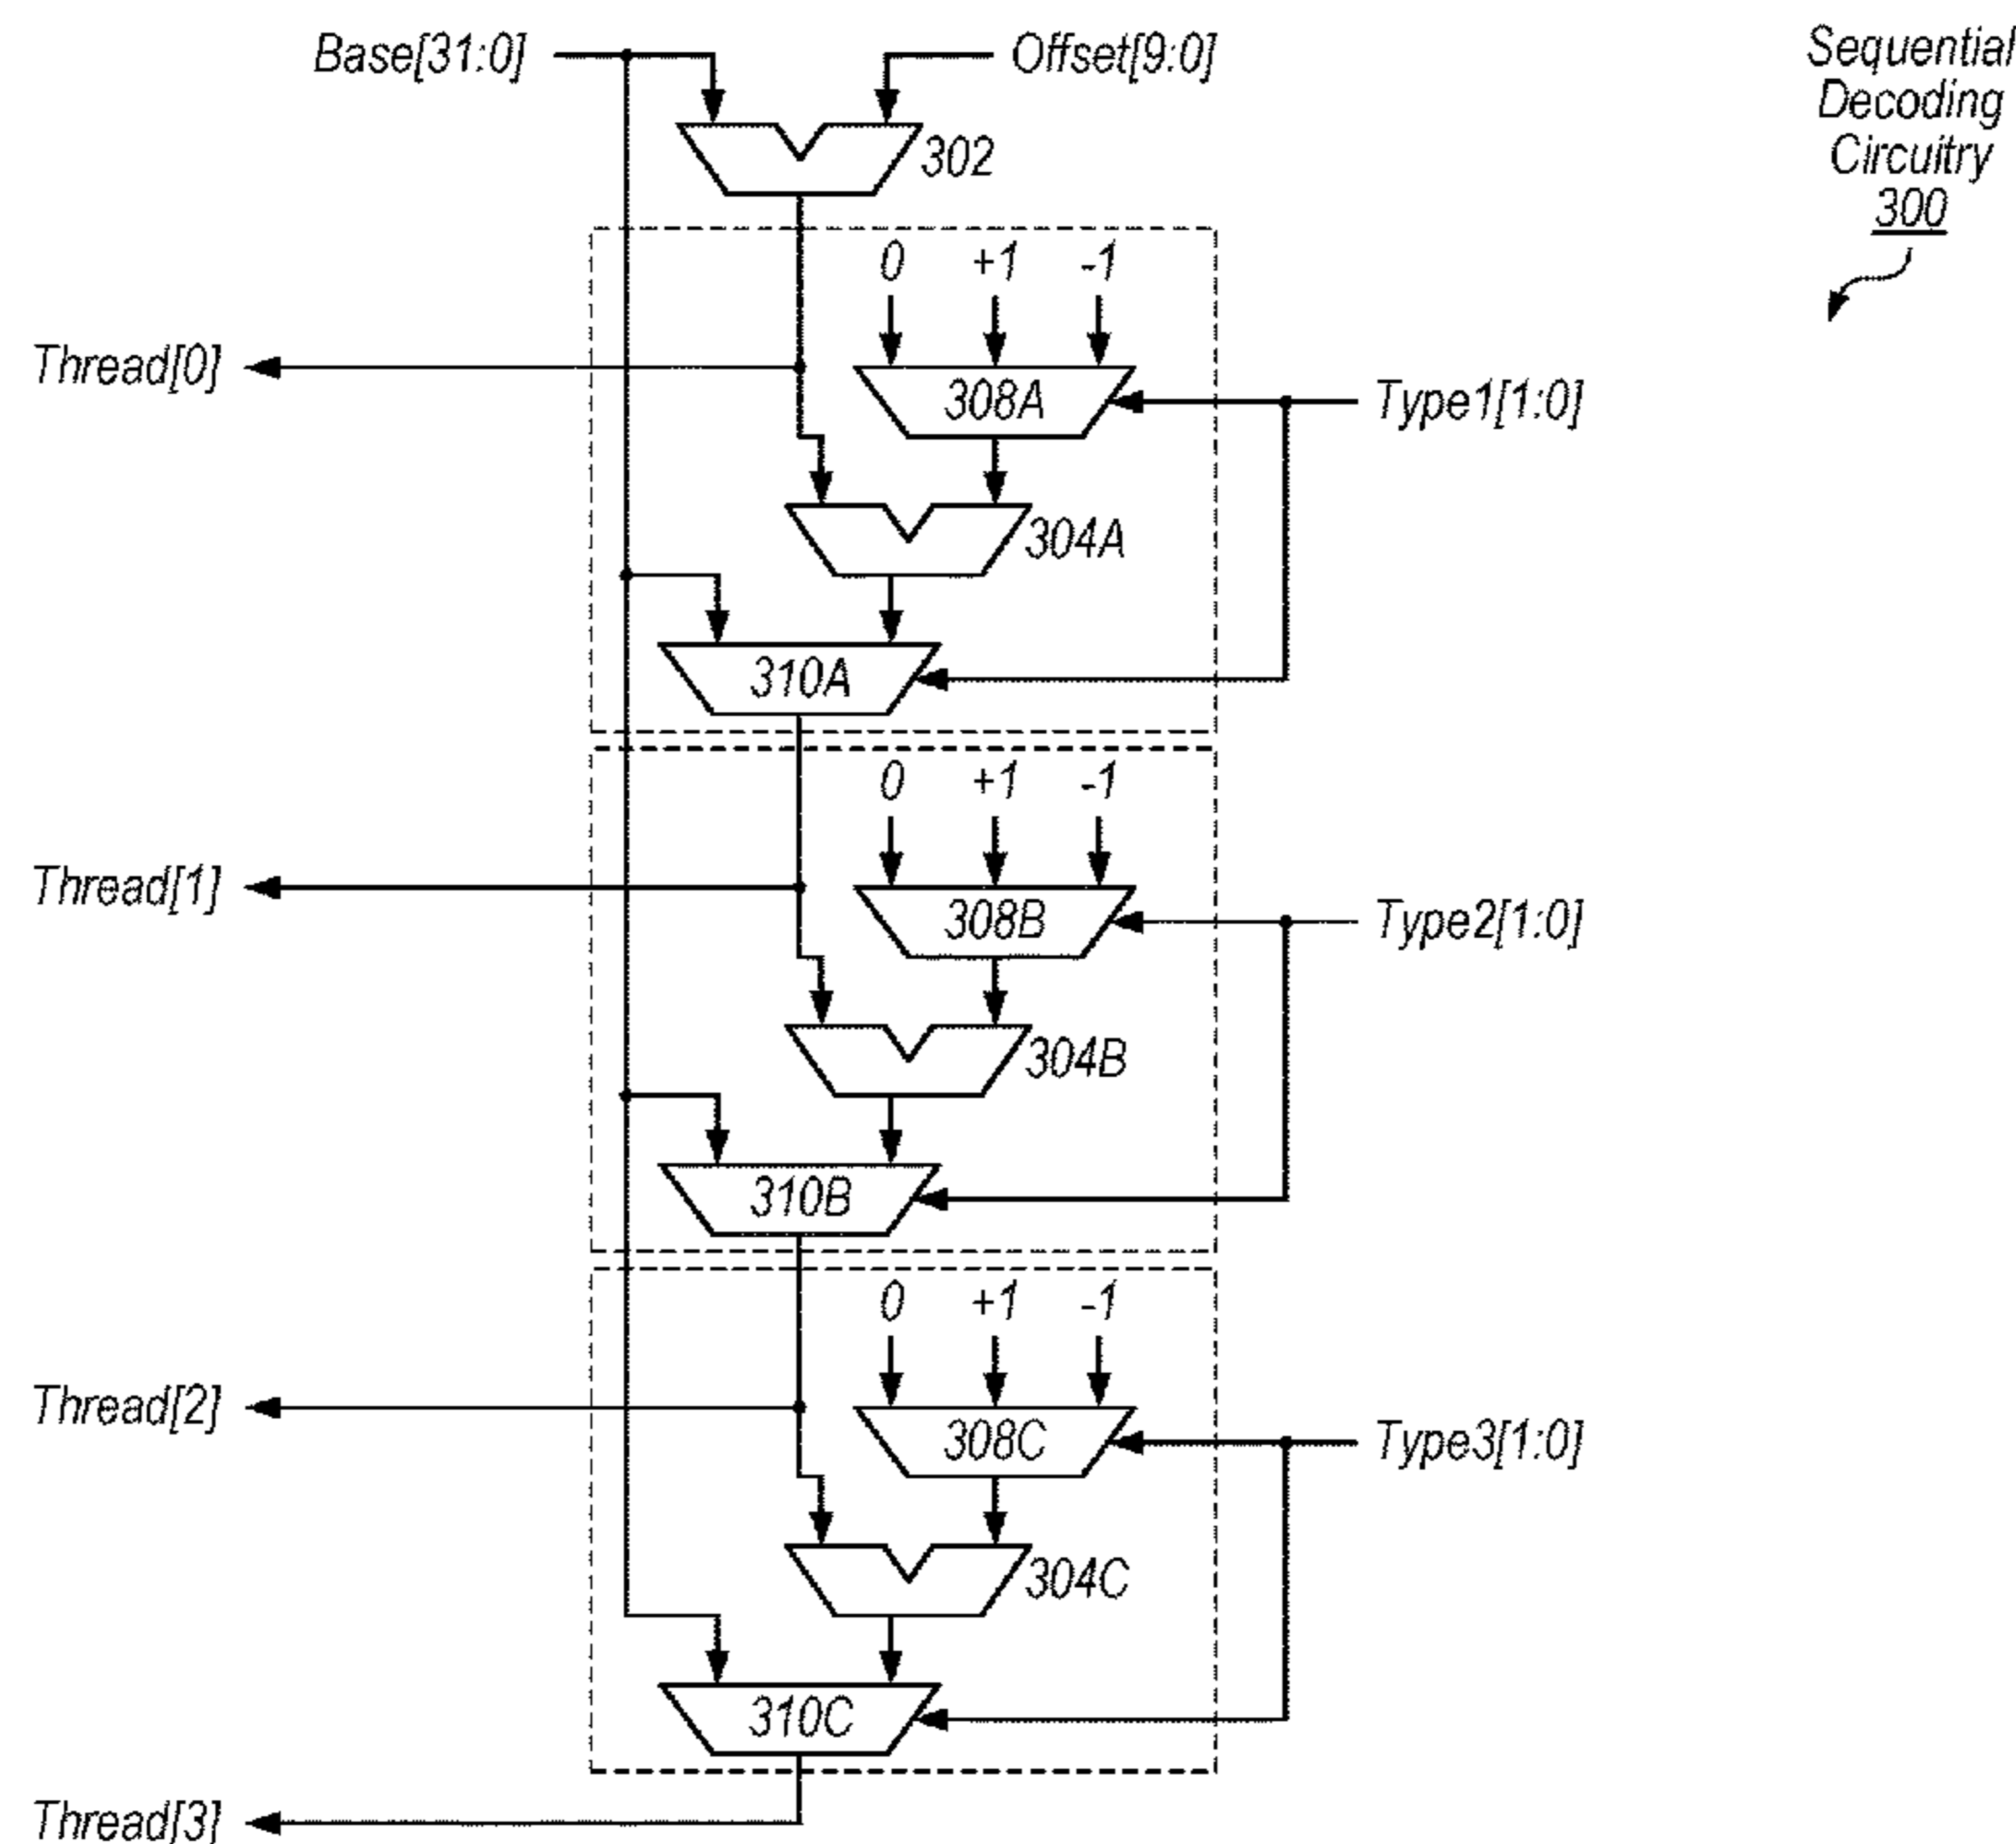 Base[31:0]
Offset[9:0]
Sequential
Decoding
Circuitry
300
302
0 +1 -1
Thread[0]
308A
Type1[1:0]
304A
310A
0 +1 -1
Thread[1]
308B
Type2[1:0]
304B
310B
0 +1 -1
Thread[2]
308C
Type3[1:0]
304C
310C
Thread[3]